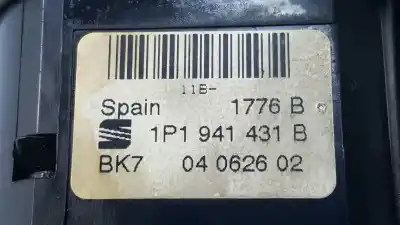 11B-
Spain 1776 B
1P1 941 431 B
BK7 04 0626 02